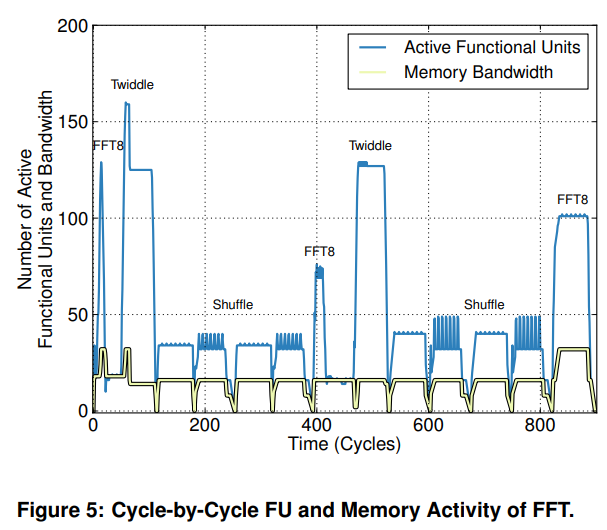 200
Active Functional Units
Memory Bandwidth
Twiddle
150
FFT8
Twiddle
Number of Active
Functional Units and Bandwidth
100
FFT8
FFT8
50
Shuffle
Shuffle
0
0 200 400 600 800
Time (Cycles)
Figure 5: Cycle-by-Cycle FU and Memory Activity of FFT.